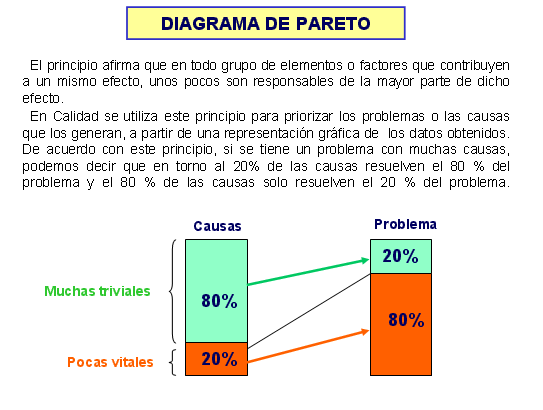 DIAGRAMA DE PARETO
El principio afirma que en todo grupo de elementos o factores que contribuyen
a un mismo efecto, unos pocos son responsables de la mayor parte de dicho
efecto.
En Calidad se utiliza este principio para priorizar los problemas o las causas
que los generan, a partir de una representación gráfica de los datos obtenidos.
De acuerdo con este principio, si se tiene un problema con muchas causas,
podemos decir que en torno al 20% de las causas resuelven el 80 % del
problema y el 80 % de las causas solo resuelven el 20 % del problema.
Causas
Problema
20%
Muchas triviales
80%
80%
Pocas vitales
20%